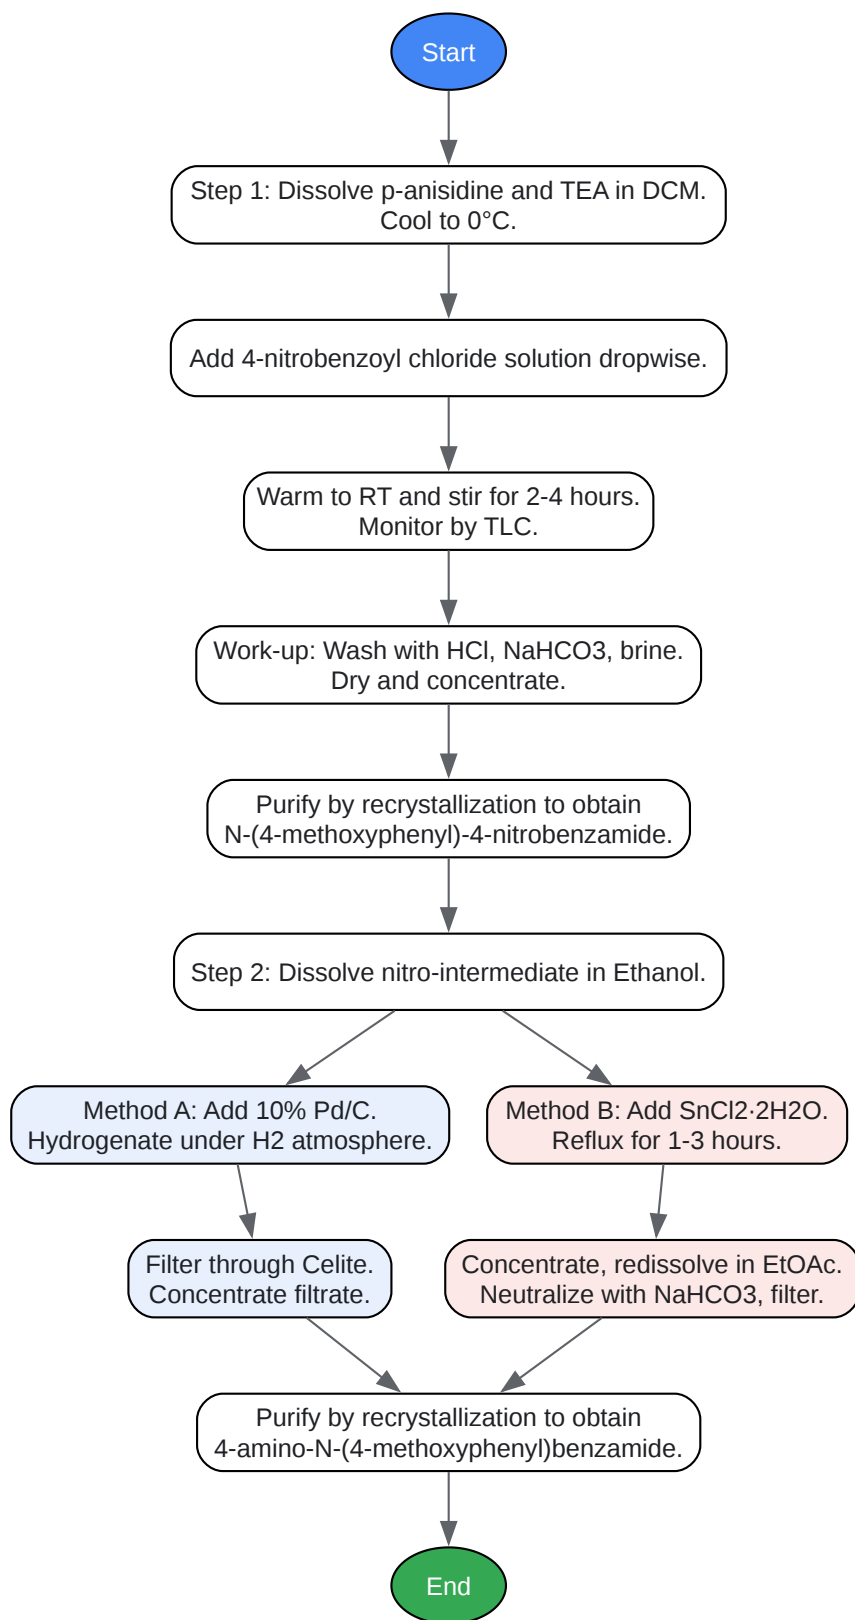 Start
Step 1: Dissolve p-anisidine and TEA in DCM.
Cool to 0°C.
Add 4-nitrobenzoyl chloride solution dropwise.
Warm to RT and stir for 2-4 hours.
Monitor by TLC.
Work-up: Wash with HCl, NaHCO3, brine.
Dry and concentrate.
Purify by recrystallization to obtain
N-(4-methoxyphenyl)-4-nitrobenzamide.
Step 2: Dissolve nitro-intermediate in Ethanol.
Method A: Add 10% Pd/C.
Hydrogenate under H2 atmosphere.
Method B: Add SnCl2·2H2O.
Reflux for 1-3 hours.
Filter through Celite.
Concentrate filtrate.
Concentrate, redissolve in EtOAc.
Neutralize with NaHCO3, filter.
Purify by recrystallization to obtain
4-amino-N-(4-methoxyphenyl)benzamide.
End